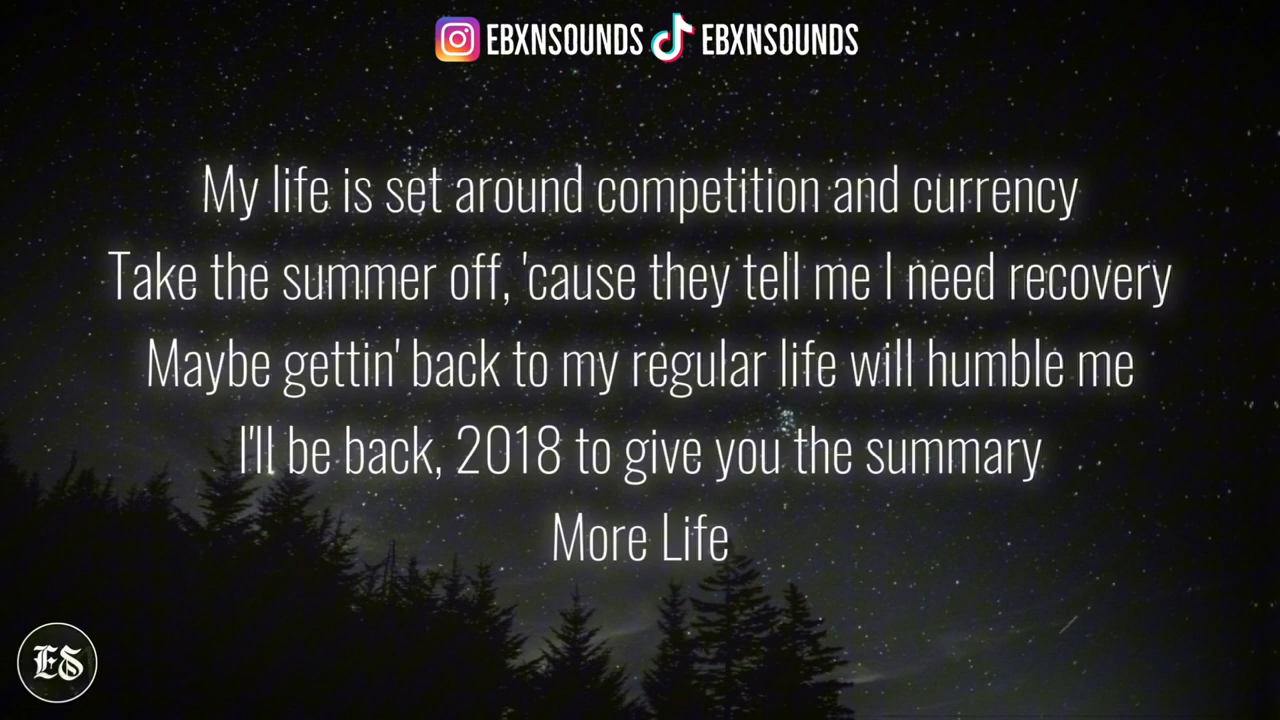 EBXNSOUNDS EBXNSOUNDS
My life is set around competition and currency
Take the summer off, 'cause they tell me I need recovery
Maybe gettin' back to my regular life will humble me
I'll be back, 2018 to give you the summary
More Life
ES